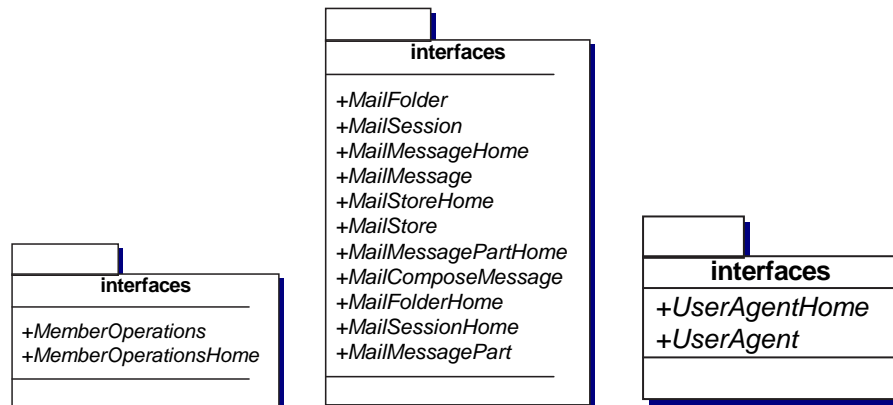 interfaces
+MemberOperations
+MemberOperationsHome
interfaces
+MailFolder
+MailSession
+MailMessageHome
+MailMessage
+MailStoreHome
+MailStore
+MailMessagePartHome
+MailComposeMessage
+MailFolderHome
+MailSessionHome
+MailMessagePart
interfaces
+UserAgentHome
+UserAgent